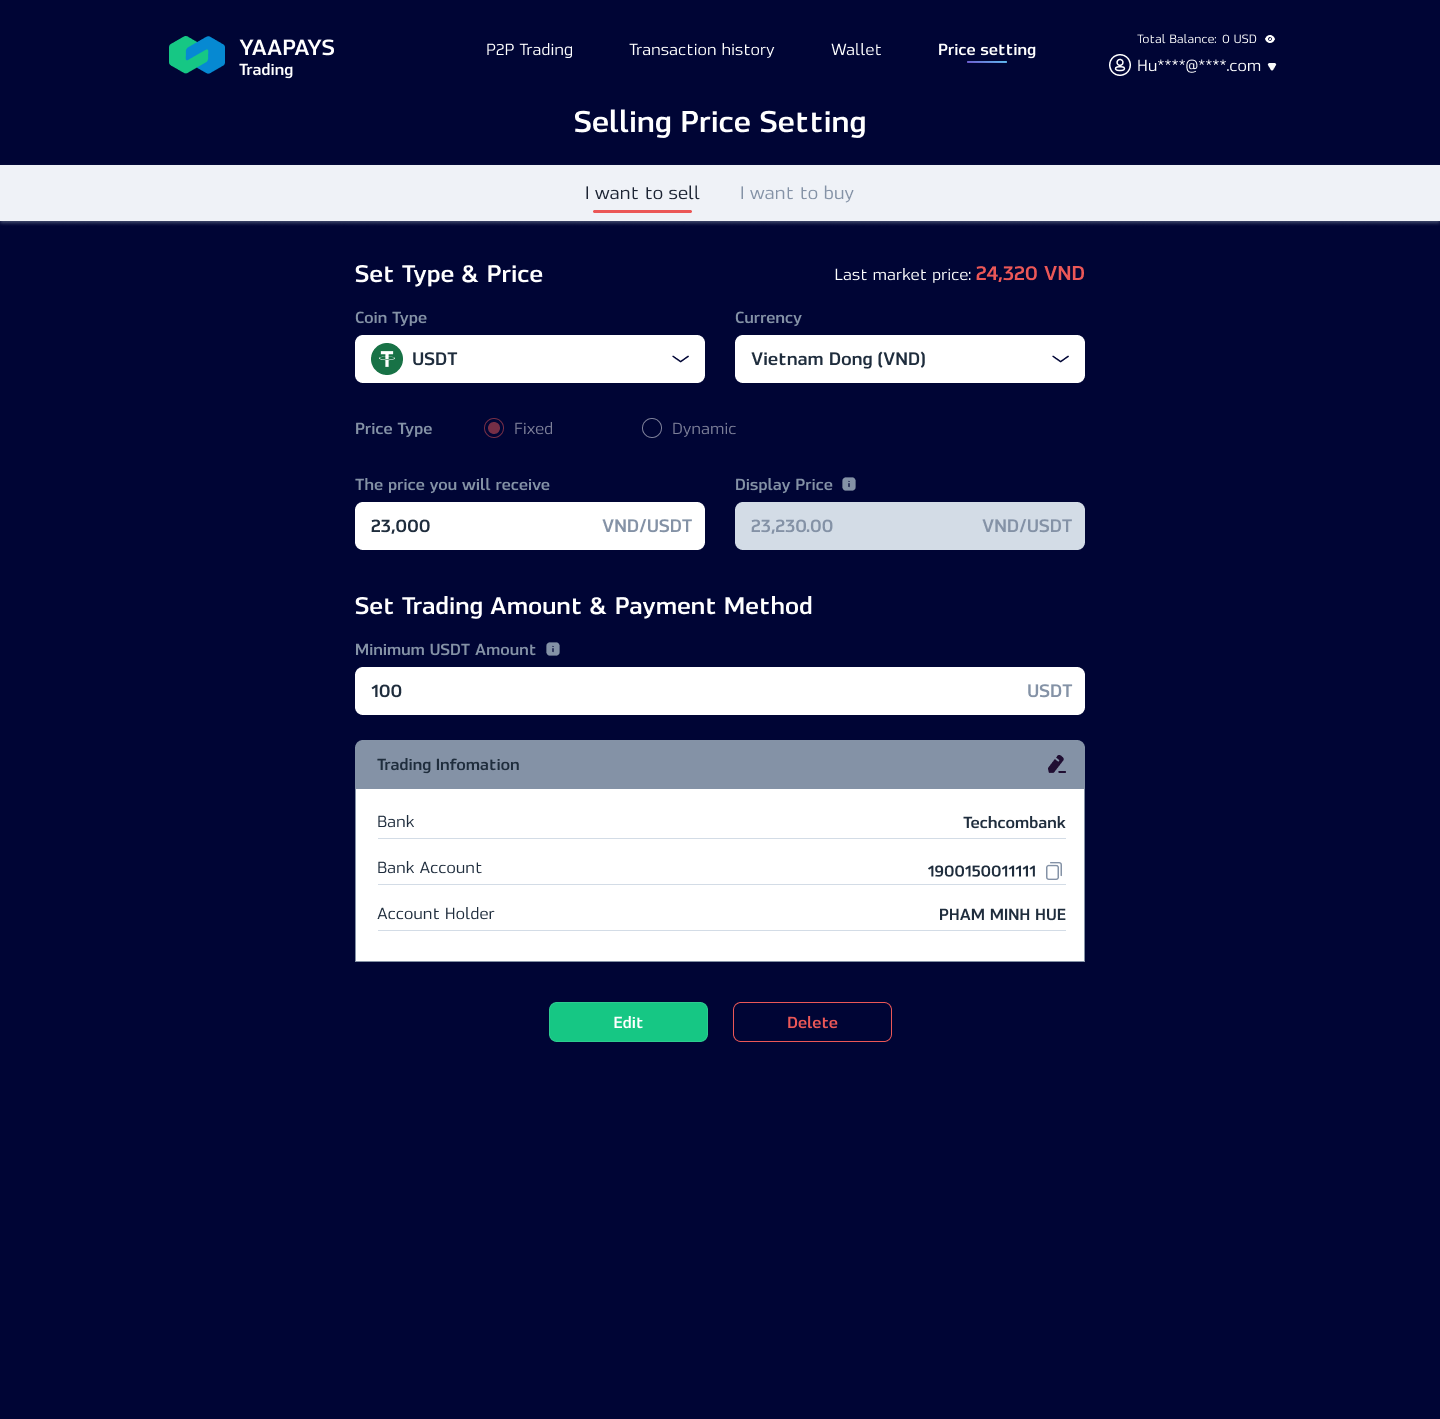 YAAPAYS
Trading
P2P Trading
Transaction history
Wallet
Price setting
Total Balance: 0 USD
Hu****@****.com
Selling Price Setting
I want to sell
I want to buy
Set Type & Price
Last market price: 24,320 VND
Coin Type
Currency
USDT
Vietnam Dong (VND)
Price Type
Fixed
Dynamic
The price you will receive
Display Price
23,000 VND/USDT
23,230.00 VND/USDT
Set Trading Amount & Payment Method
Minimum USDT Amount
100 USDT
Trading Infomation
Bank Techcombank
Bank Account 1900150011111
Account Holder PHAM MINH HUE
Edit
Delete